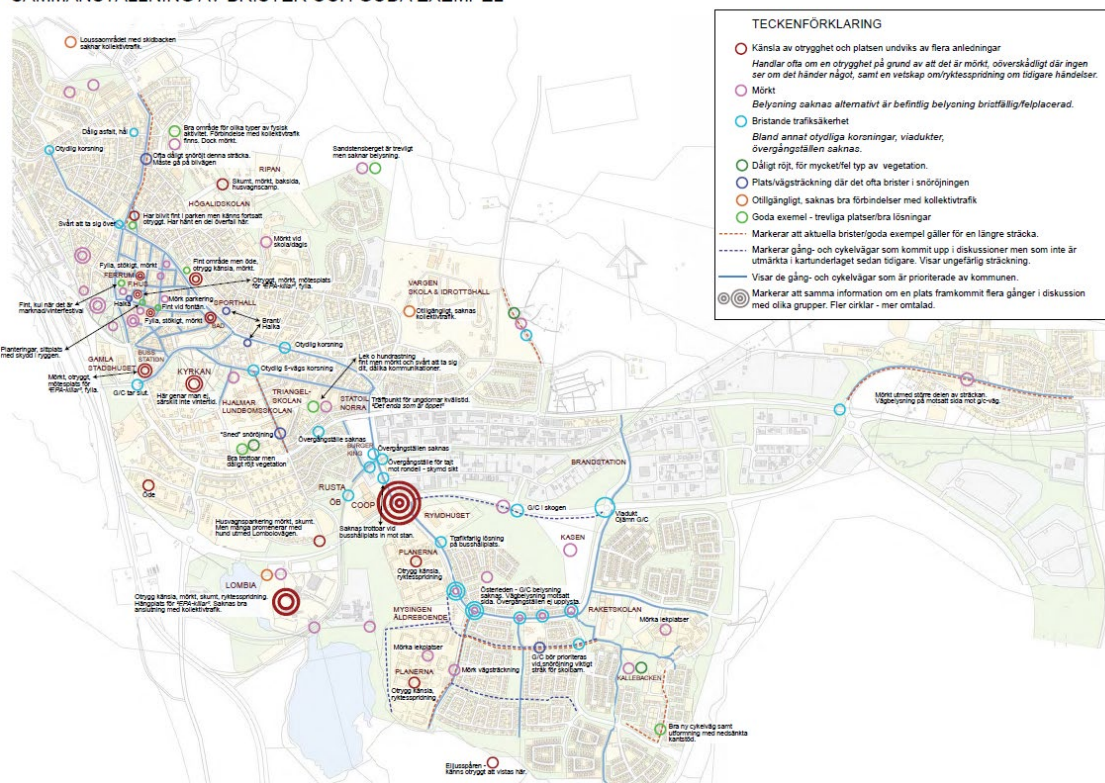 SAMMANSTÄLLNING AV BRISTER OCH GODA EXEMPEL
TECKENFÖRKLARING
Känsla av otrygghet och platsen undviks av flera anledningar
Handlar ofta om en otrygghet på grund av att det är mörkt, oöverskådligt där ingen
ser om det händer något, samt en vetskap om/ryktesspridning om tidigare händelser.
Mörkt
Belysning saknas alternativt är befintlig belysning bristfällig/felplacerad.
Bristande trafiksäkerhet
Bland annat otydliga korsningar, viadukter,
övergångställen saknas.
Dåligt röjt, för mycket/fel typ av vegetation.
Plats/vägsträckning där det ofta brister i snöröjningen
Otillgängligt, saknas bra förbindelser med kollektivtrafik
Goda exempel - trevliga platser/bra lösningar
Markerar att aktuella brister/goda exempel gäller för en längre sträcka.
Markerar gång- och cykelvägar som kommit upp i diskussioner men som inte är
utmärkta i kartunderlaget sedan tidigare. Visar ungefärlig sträckning.
Visar de gång- och cykelvägar som är prioriterade av kommunen.
Markerar att samma information om en plats framkommit flera gånger i diskussion
med olika grupper. Fler cirklar - mer omtalad.
Loussaområdet med skidbacken
saknar kollektivtrafik.
Dålig asfalt, hål
Bra område för olika typer av fysisk
aktivitet. Förbindelse med kollektivtrafik
finns. Dock mörkt.
Otydlig korsning
Ofta dåligt snöröjt denna sträcka.
Måste gå på bilvägen
Sandstensberget är trevligt
men saknar belysning.
RIPAN
Skumt, mörkt, baksida,
husvagnscamp.
HÖGALIDSKOLAN
Svårt att ta sig över
Har blivit fint i parken men känns fortsatt
otryggt. Har hänt en del överfall här.
Mörkt vid
skola/dagis
Fylla, stökigt, mörkt
Fint område men öde,
otrygg känsla, mörkt.
FERRUM
F.HUS
Otryggt, mörkt, mötesplats
för "EPA-killar", fylla.
VARGEN
SKOLA & IDROTTSHALL
Otillgängligt, saknas
kollektivtrafik.
Fint, kul när det är
marknad/vinterfestival
Halka
Mörk parkering
Fint vid fontän.
SPORTHALL
Fylla, stökigt, mörkt
BAD
Brant/
Halka
Planteringar, sittplats
med skydd i ryggen.
Otydlig korsning
GAMLA
STADSHUSET
BUSS
STATION
Mörkt, otryggt,
mötesplats för
"EPA-killar", fylla.
KYRKAN
Här genar man ej,
särskilt inte vintertid.
Otydlig 5-vägs korsning
Lek o hundrastning
fint men mörkt och svårt att ta sig
dit, dåliga kommunikationer.
G/C tar slut.
HJALMAR
LUNDBOMSSKOLAN
TRIANGEL-
SKOLAN
STATOIL
NORRA
Träffpunkt för ungdomar kvällstid.
"Det enda som är öppet"
Mörkt utmed större delen av sträckan.
Vägbelysning på motsatt sida mot g/c-väg.
"Sned" snöröjning
Övergångställe saknas
Bra trottoar men
dåligt röjt vegetation
BURGER
KING
Övergångställen saknas
Övergångställe för tajt
mot rondell - skymd sikt
BRANDSTATION
RUSTA
ÖB
COOP
RYMDHUSET
Öde
G/C i skogen
Viadukt
Ojämn G/C
Saknas trottoar vid
busshållplats in mot stan.
Husvagnsparkering mörkt, skumt.
Men många promenerar med
hund utmed Lombolovägen.
Trafikfarlig lösning
på busshållplats.
KASEN
PLANERNA
Otrygg känsla,
ryktesspridning
LOMBIA
Otrygg känsla, mörkt, skumt, ryktesspridning.
Hängplats för "EPA-killar". Saknas bra
anslutning med kollektivtrafik.
Österleden - G/C belysning
saknas. Vägbelysning motsatt
sida. Övergångställen ej upplysta.
MYSINGEN
ÄLDREBOENDE
RAKETSKOLAN
Mörka lekplatser
Mörka lekplatser
G/C bör prioriteras
vid snöröjning viktigt
stråk för skolbarn.
PLANERNA
Mörk vägsträckning
KALLEBACKEN
Otrygg känsla,
ryktesspridning
Bra ny cykelväg samt
utformning med nedsänkta
kantstöd.
Elljusspåren -
känns otryggt att vistas här.